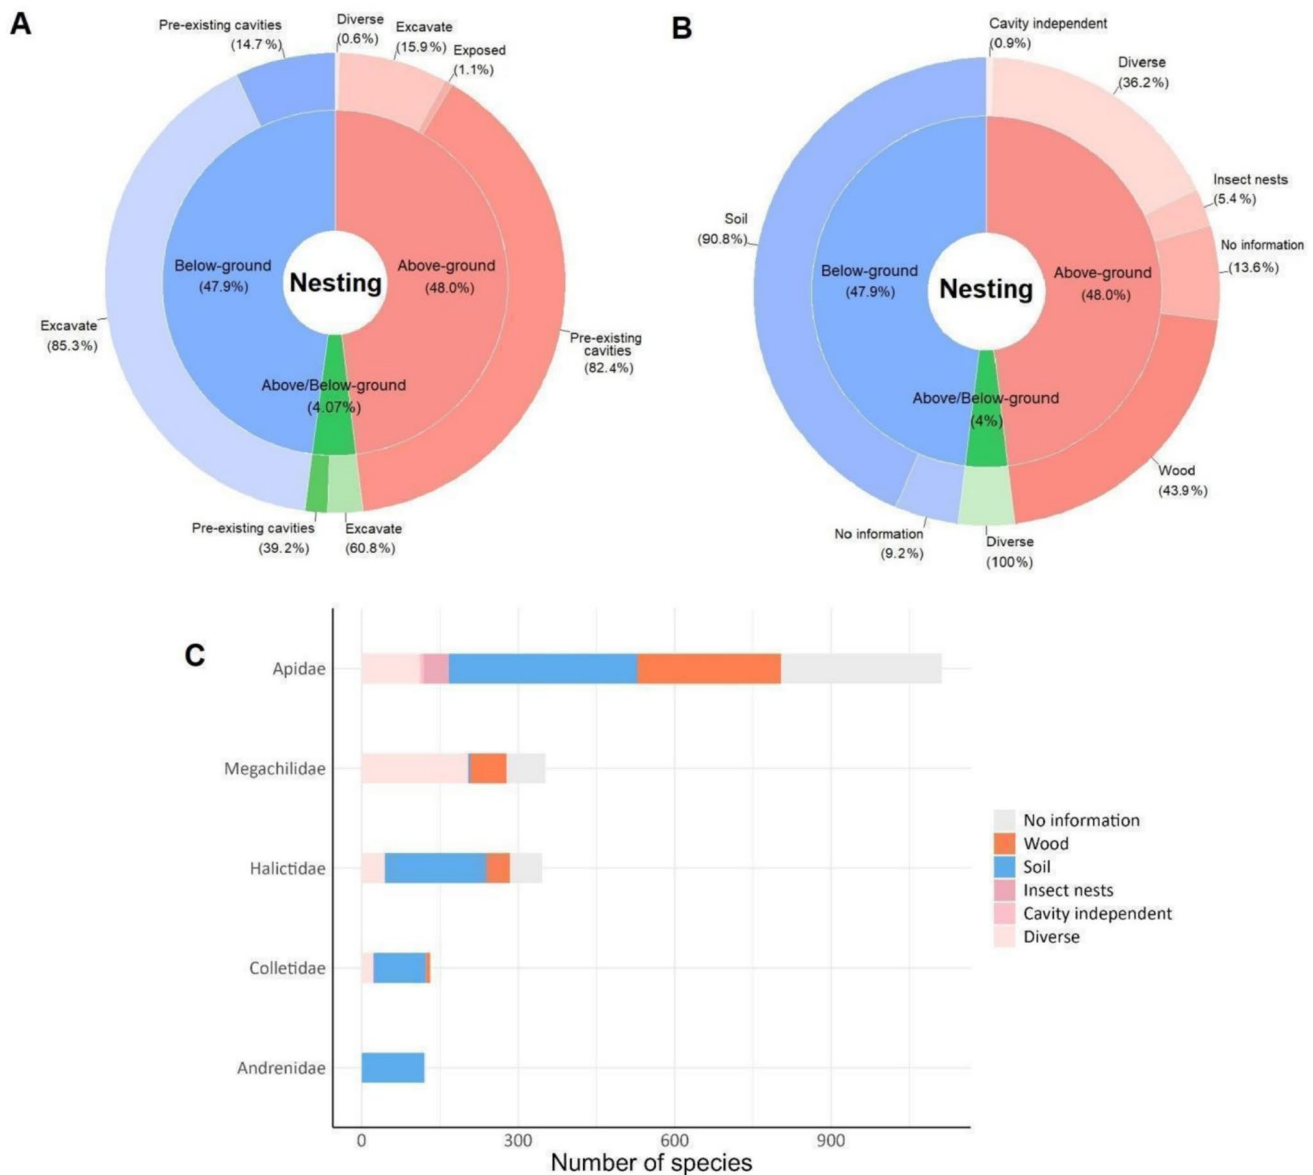 A
Pre-existing cavities
(14.7%)
Diverse
(0.6%)
Excavate
(15.9%)
Exposed
(1.1%)
Below-ground
(47.9%)
Nesting
Above-ground
(48.0%)
Excavate
(85.3%)
Pre-existing
cavities
(82.4%)
Above/Below-ground
(4.07%)
Pre-existing cavities
(39.2%)
Excavate
(60.8%)
B
Cavity independent
(0.9%)
Diverse
(36.2%)
Insect nests
(5.4%)
No information
(13.6%)
Soil
(90.8%)
Below-ground
(47.9%)
Nesting
Above-ground
(48.0%)
Above/Below-ground
(4%)
Wood
(43.9%)
No information
(9.2%)
Diverse
(100%)
C
Apidae
Megachilidae
Halictidae
Colletidae
Andrenidae
0 300 600 900
Number of species
No information
Wood
Soil
Insect nests
Cavity independent
Diverse